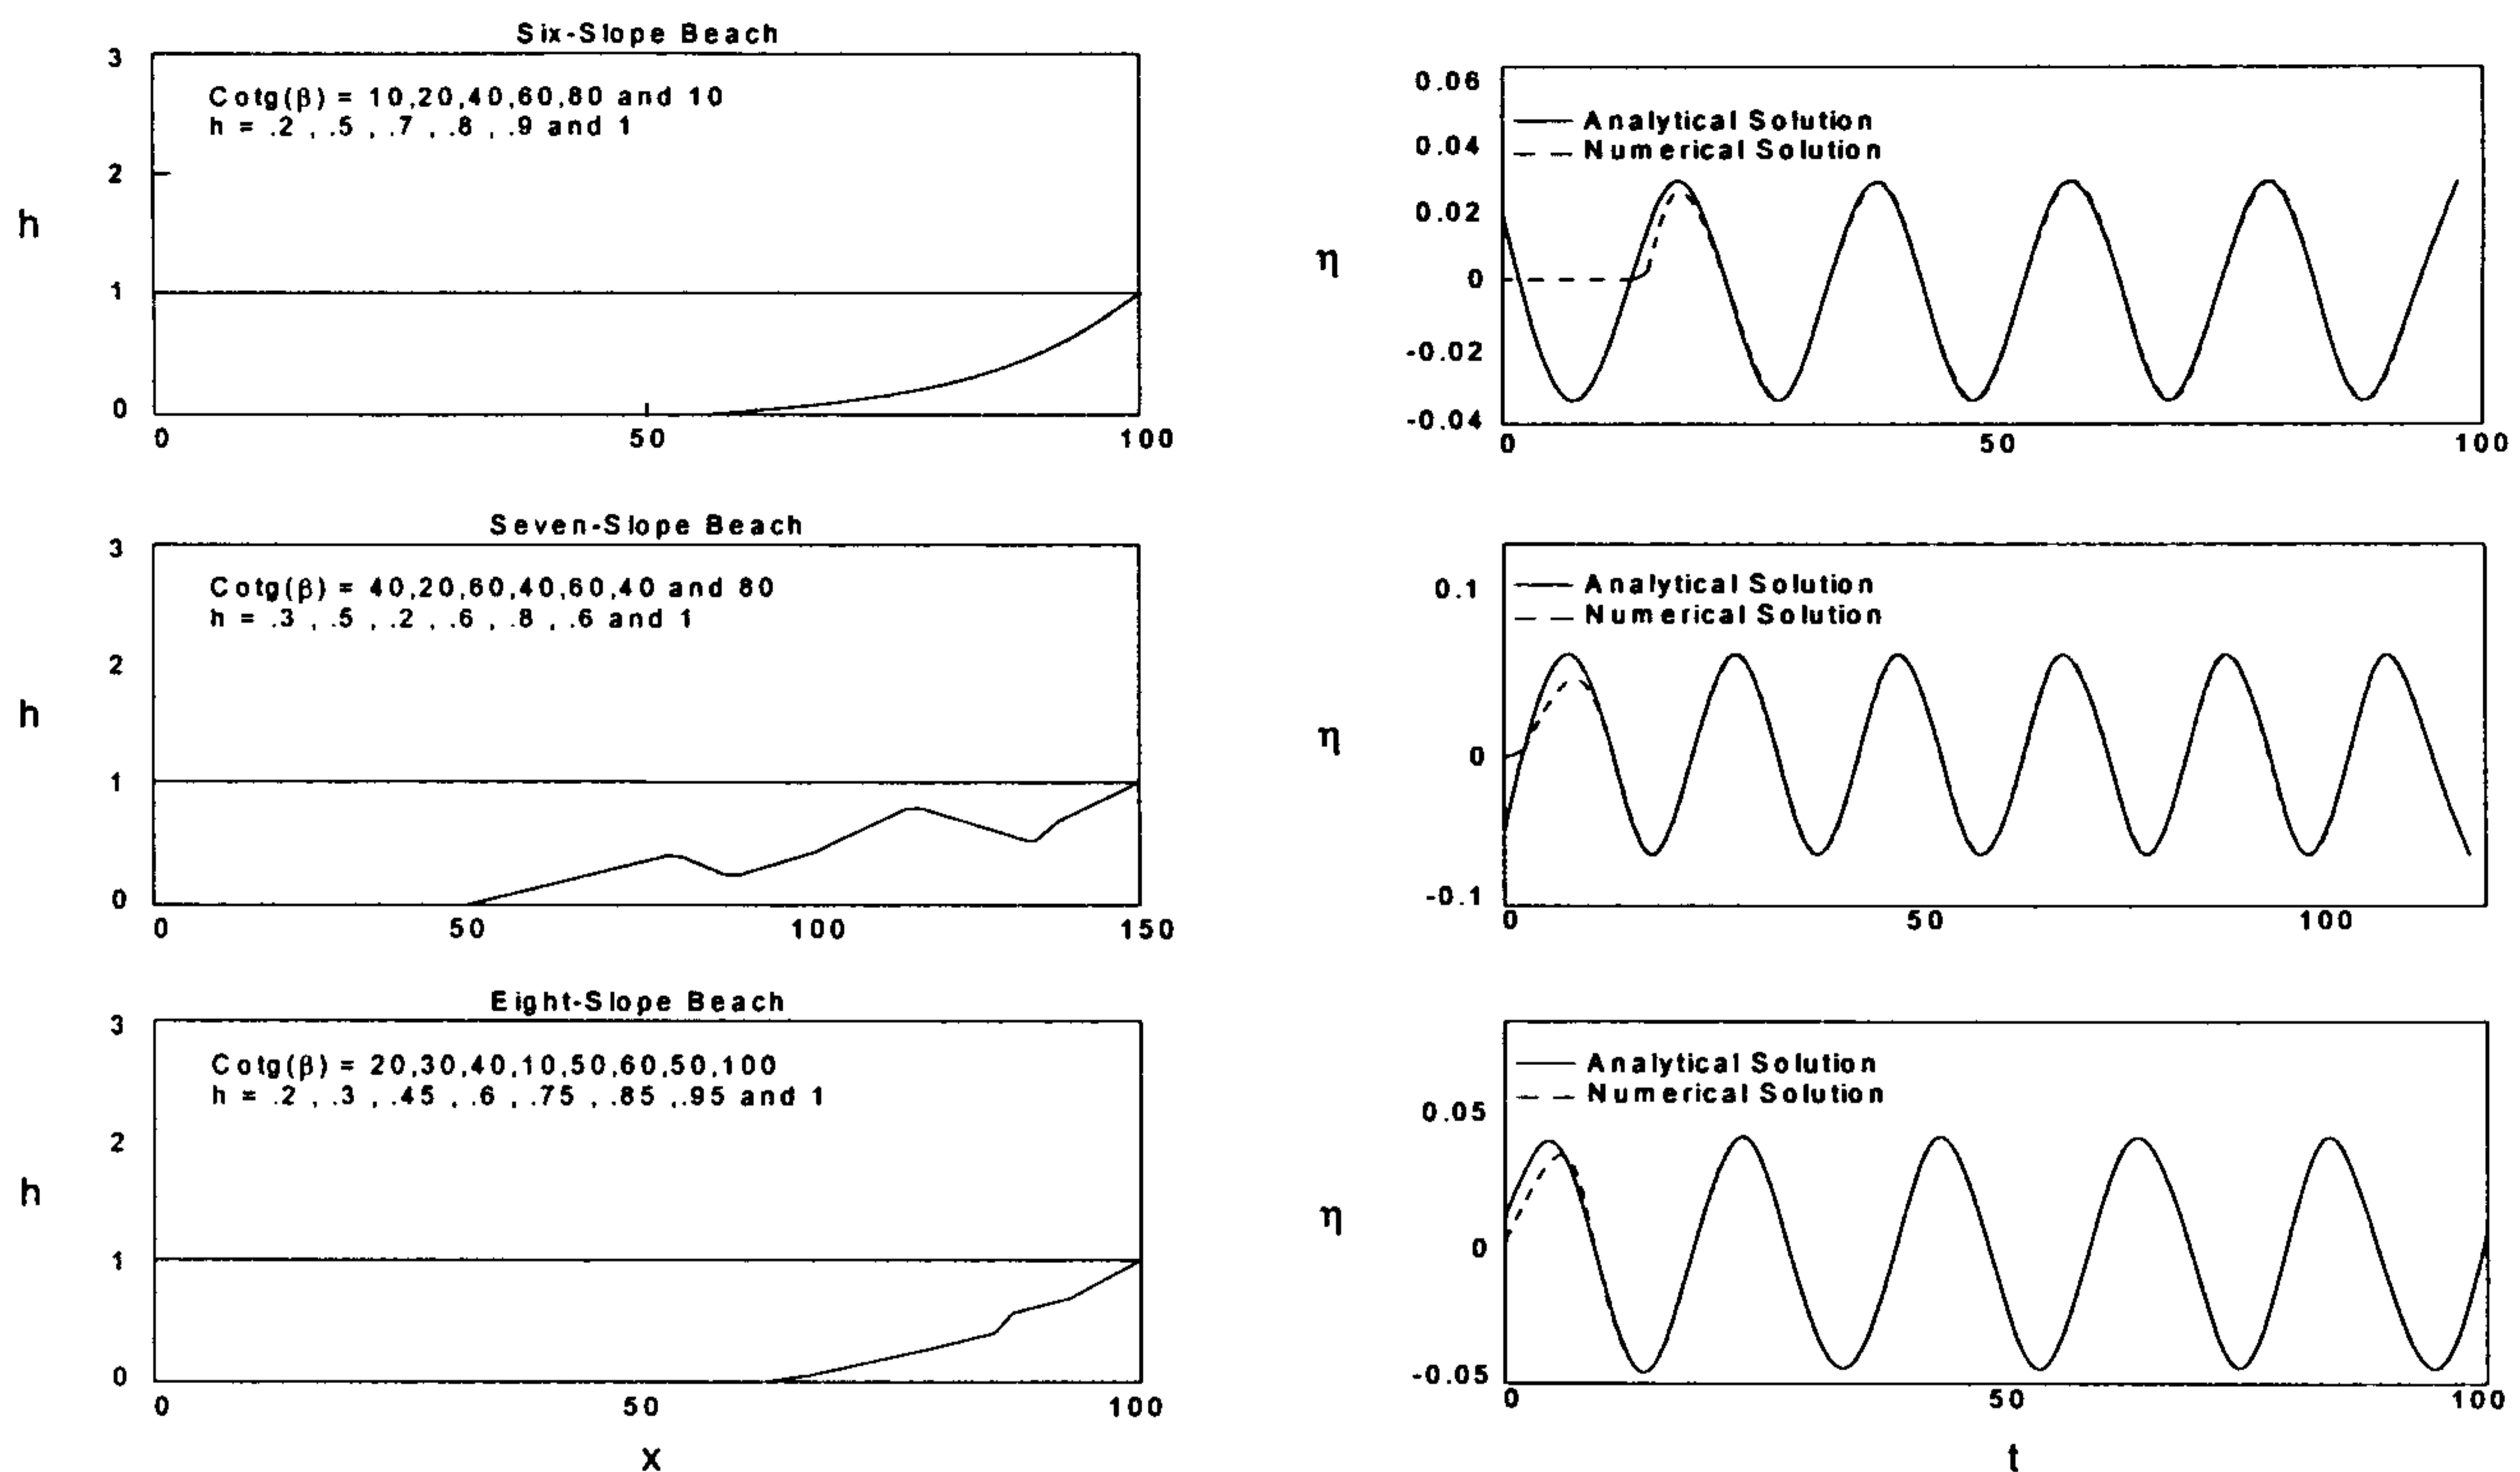 Six-Slope Beach
3
Cotg(β) = 10,20,40,60,80 and 10
h = .2 , .5 , .7 , .8 , .9 and 1
2
h
1
0
0 50 100
0.06
Analytical Solution
0.04
Numerical Solution
0.02
η
0
-0.02
-0.04
0 50 100
Seven-Slope Beach
3
Cotg(β) = 40,20,60,40,60,40 and 80
h = .3 , .5 , .2 , .6 , .8 , .6 and 1
2
h
1
0
0 50 100 150
0.1
Analytical Solution
Numerical Solution
η
0
-0.1
0 50 100
Eight-Slope Beach
3
Cotg(β) = 20,30,40,10,50,60,50,100
h = .2 , .3 , .45 , .6 , .75 , .85 , .95 and 1
2
h
1
0
0 50 100
x
Analytical Solution
Numerical Solution
0.05
η
0
-0.05
0 50 100
t